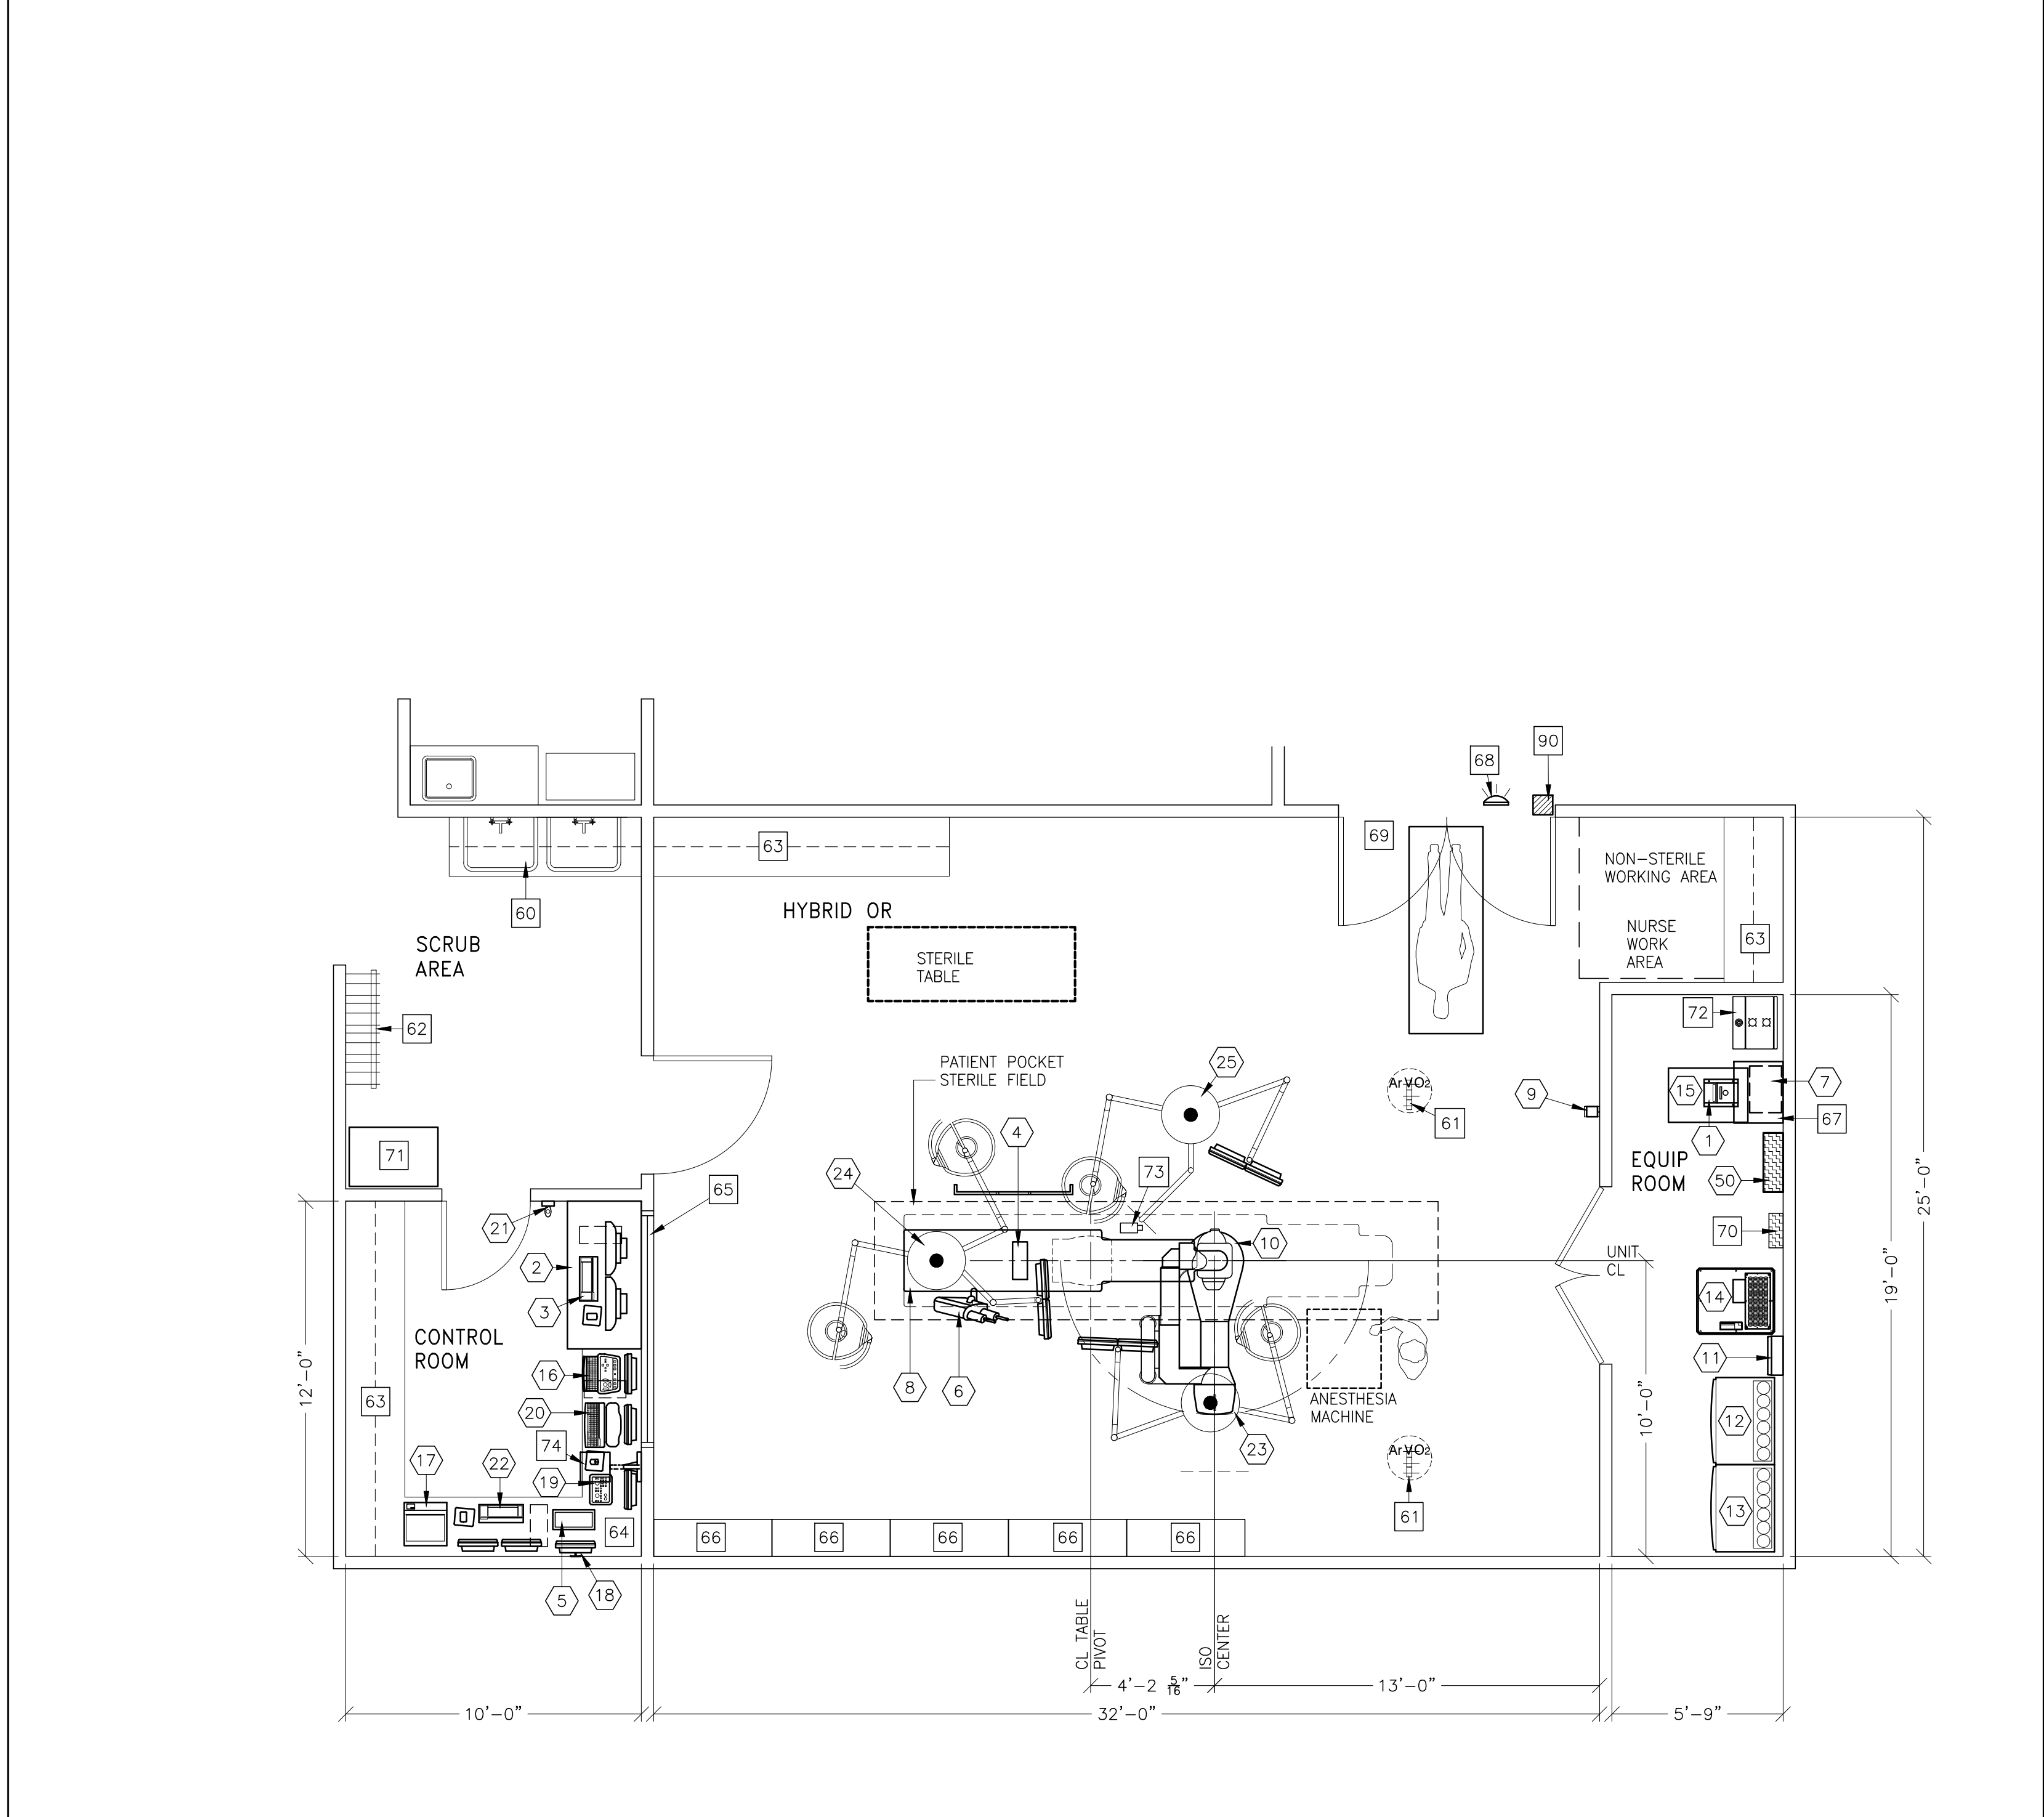 90
68
69
63
NON-STERILE
WORKING AREA
60
HYBRID OR
NURSE
WORK
AREA
63
SCRUB
AREA
STERILE
TABLE
62
72
PATIENT POCKET
STERILE FIELD
25
ArVO2
7
15
9
61
67
4
1
71
24
73
EQUIP
ROOM
50
65
25'-0"
21
70
10
UNIT
CL
2
19'-0"
3
14
CONTROL
ROOM
11
16
8
6
12'-0"
63
ANESTHESIA
MACHINE
20
12
10'-0"
74
23
ArVO2
17
22
19
13
61
64
66
66
66
66
66
5
18
CL TABLE
PIVOT
ISO
CENTER
4'-2 5/16"
13'-0"
10'-0"
32'-0"
5'-9"